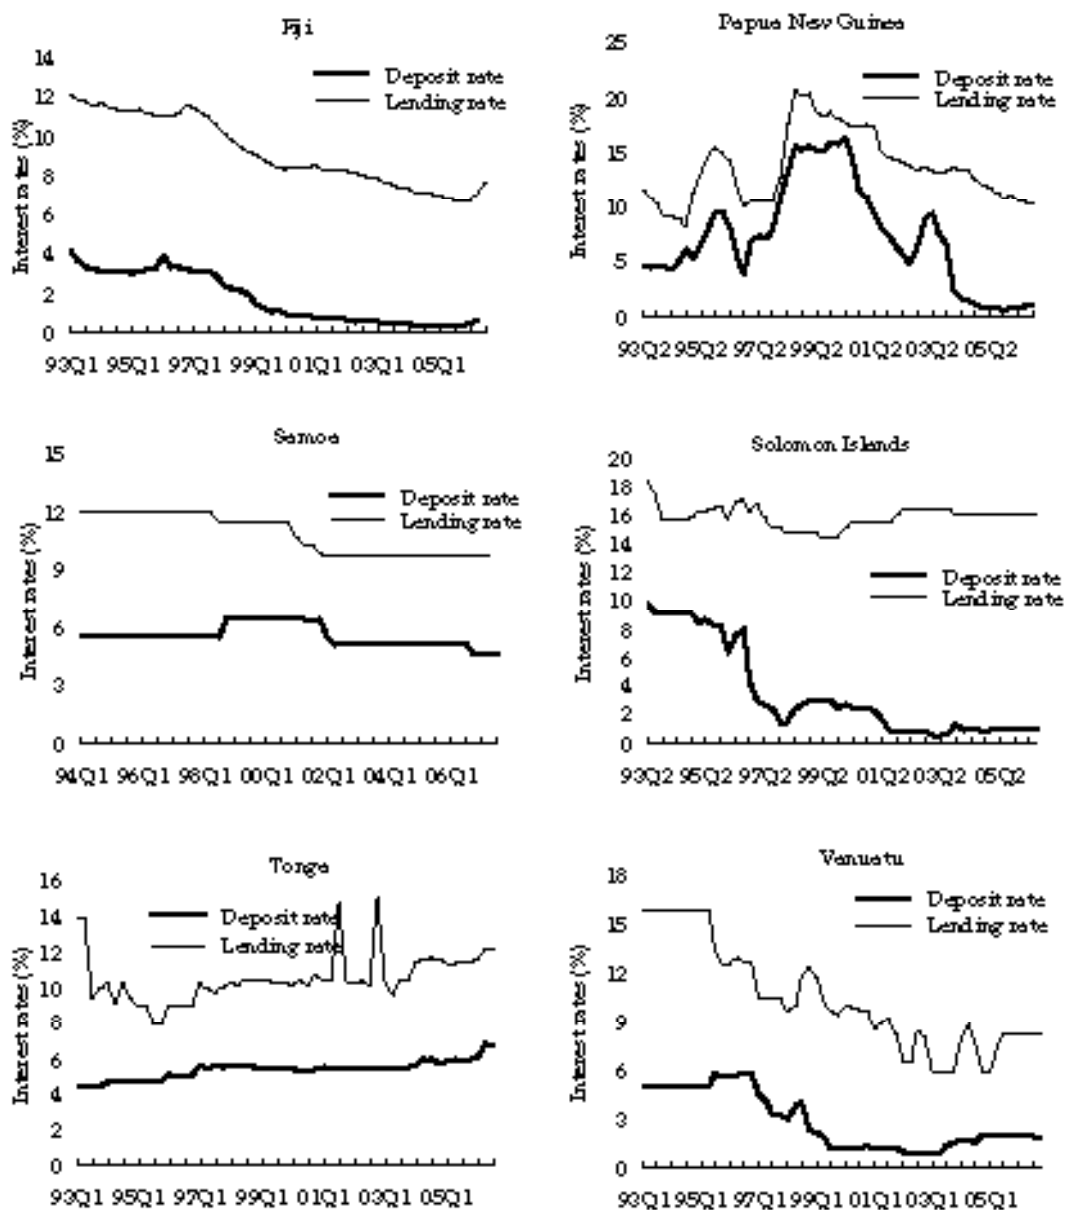 Fiji
14
12
10
8
6
4
2
0
Interest rates (%)
Deposit rate
Lending rate
93Q1 95Q1 97Q1 99Q1 01Q1 03Q1 05Q1
Papua New Guinea
25
20
15
10
5
0
Interest rates (%)
Deposit rate
Lending rate
93Q2 95Q2 97Q2 99Q2 01Q2 03Q2 05Q2
Samoa
15
12
9
6
3
0
Interest rates (%)
Deposit rate
Lending rate
94Q1 96Q1 98Q1 00Q1 02Q1 04Q1 06Q1
Solomon Islands
20
18
16
14
12
10
8
6
4
2
0
Interest rates (%)
Deposit rate
Lending rate
93Q2 95Q2 97Q2 99Q2 01Q2 03Q2 05Q2
Tonga
16
14
12
10
8
6
4
2
0
Interest rates (%)
Deposit rate
Lending rate
93Q1 95Q1 97Q1 99Q1 01Q1 03Q1 05Q1
Vanuatu
18
15
12
9
6
3
0
Interest rates (%)
Deposit rate
Lending rate
93Q1 95Q1 97Q1 99Q1 01Q1 03Q1 05Q1